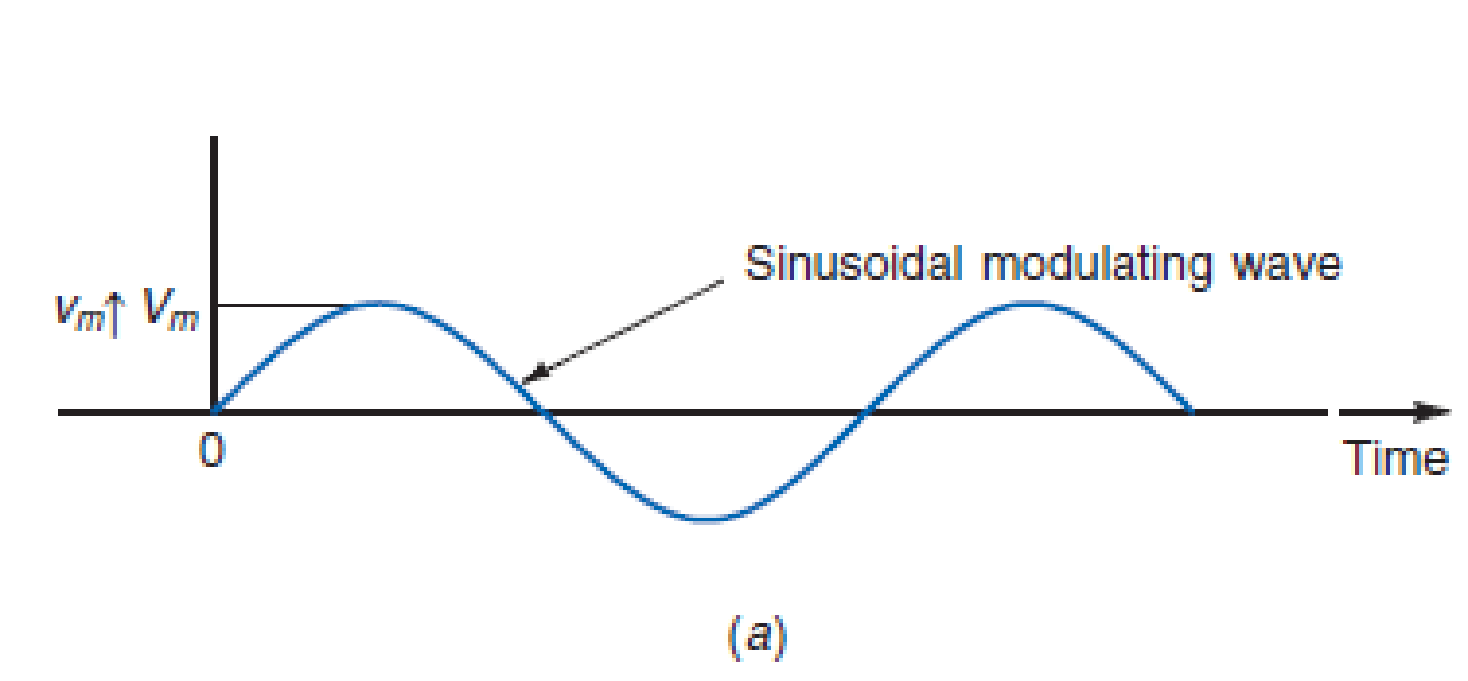 Sinusoidal modulating wave
vm↑ Vm
0
Time
(a)